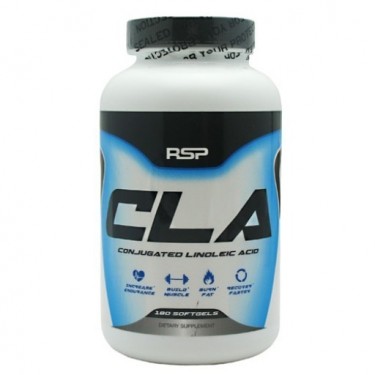 RSP
CLA
CONJUGATED LINOLEIC ACID
INCREASE* BUILD* BURN* RECOVER*
ENDURANCE MUSCLE FAT FASTER
180 SOFTGELS
DIETARY SUPPLEMENT